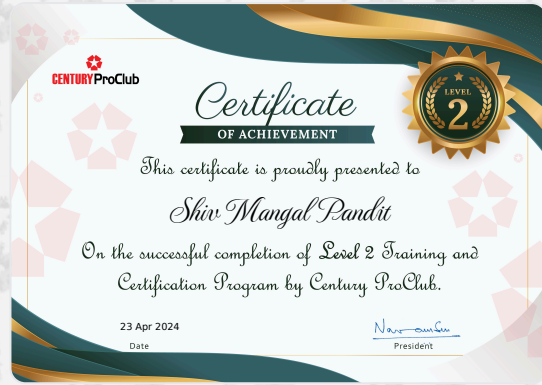 CENTURY ProClub
Certificate
OF ACHIEVEMENT
LEVEL
2
This certificate is proudly presented to
Shiv Mangal Pandit
On the successful completion of Level 2 Training and
Certification Program by Century ProClub.
23 Apr 2024
Date
President